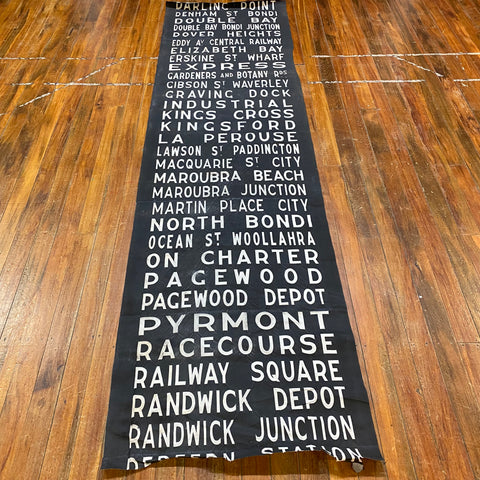 DARLING POINT
DENHAM ST BONDI
DOUBLE BAY
DOUBLE BAY BONDI JUNCTION
DOVER HEIGHTS
EDDY AV CENTRAL RAILWAY
ELIZABETH BAY
ERSKINE ST WHARF
EXPRESS
GARDENERS AND BOTANY RDS
GIBSON ST WAVERLEY
GRAVING DOCK
INDUSTRIAL
KINGS CROSS
KINGSFORD
LA PEROUSE
LAWSON ST PADDINGTON
MACQUARIE ST CITY
MAROUBRA BEACH
MAROUBRA JUNCTION
MARTIN PLACE CITY
NORTH BONDI
OCEAN ST WOOLLAHRA
ON CHARTER
PAGEWOOD
PAGEWOOD DEPOT
PYRMONT
RACECOURSE
RAILWAY SQUARE
RANDWICK DEPOT
RANDWICK JUNCTION
REDFERN STATION